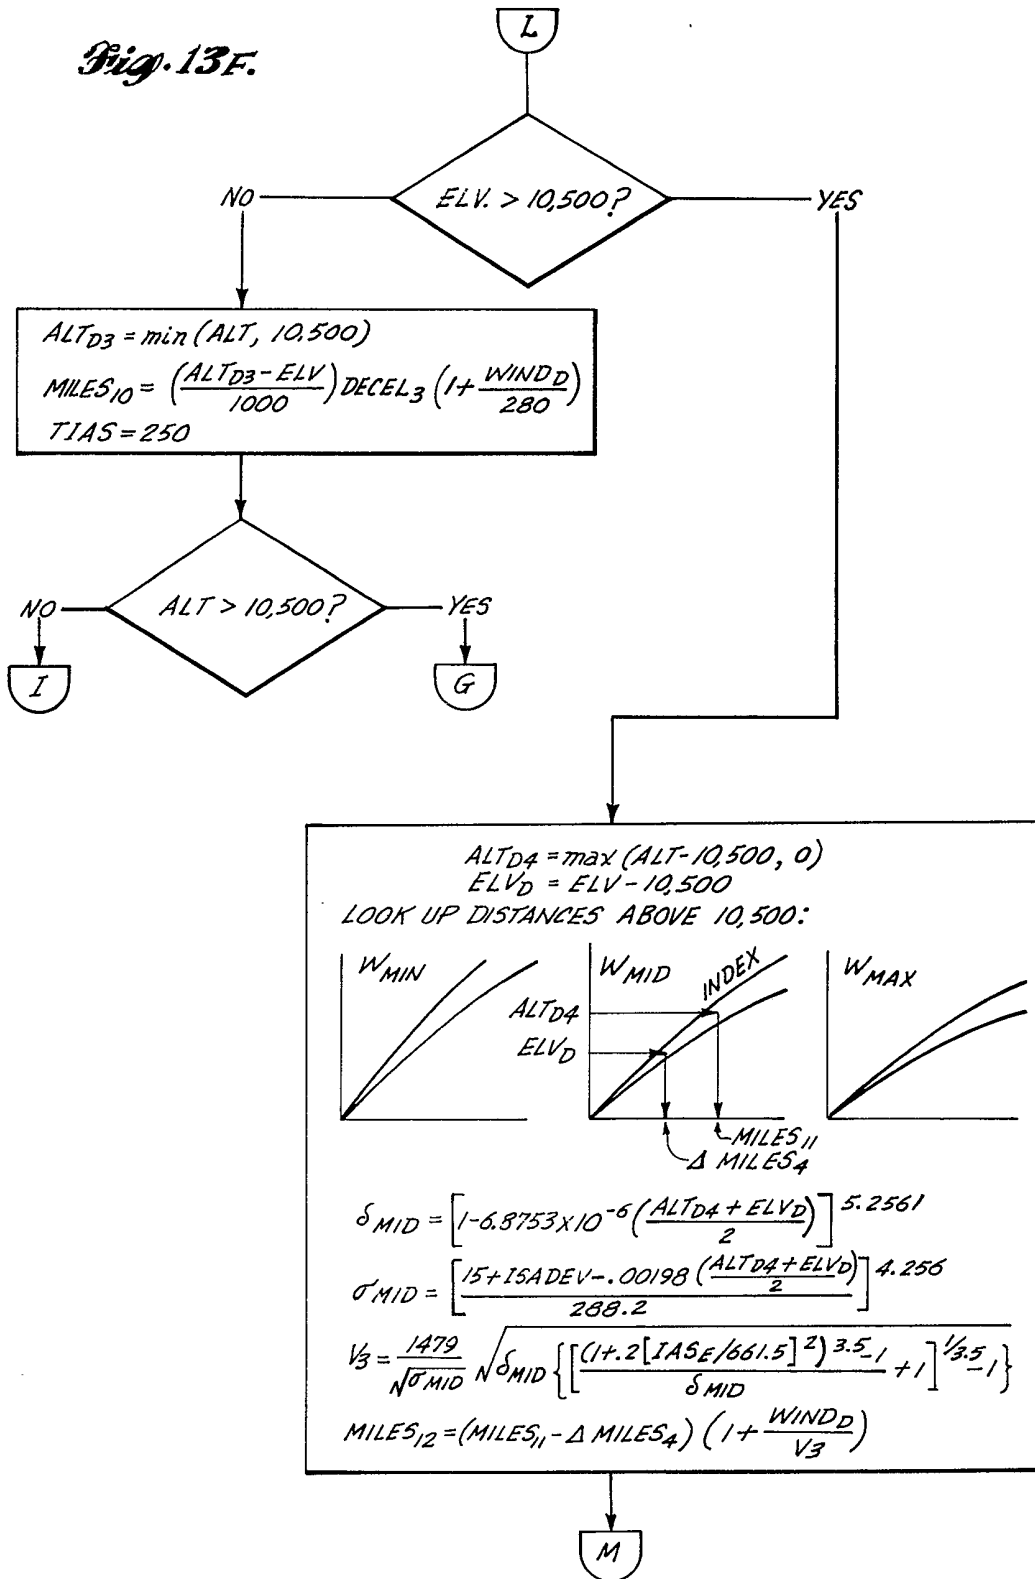 Fig. 13F.
L
ELV. > 10,500?
NO
YES
ALT_D3 = min (ALT, 10,500)
MILES_10 = ((ALT_D3 - ELV)/1000) DECEL_3 (1 + WIND_D/280)
TIAS = 250
ALT > 10,500?
NO
YES
I
G
ALT_D4 = max (ALT-10,500, 0)
ELV_D = ELV - 10,500
LOOK UP DISTANCES ABOVE 10,500:
W_MIN
W_MID
INDEX
W_MAX
ALT_D4
ELV_D
MILES_11
Δ MILES_4
δ_MID = [1-6.8753x10^-6 ((ALT_D4 + ELV_D)/2)]^5.2561
σ_MID = [(15+ISADEV-.00198 ((ALT_D4+ELV_D)/2))/288.2]^4.256
V3 = 1479/√σ_MID √(δ_MID {[((1+.2[IAS_E/661.5]^2)^3.5-1)/δ_MID + 1]^1/3.5-1})
MILES_12 = (MILES_11 - Δ MILES_4) (1 + WIND_D/V3)
M